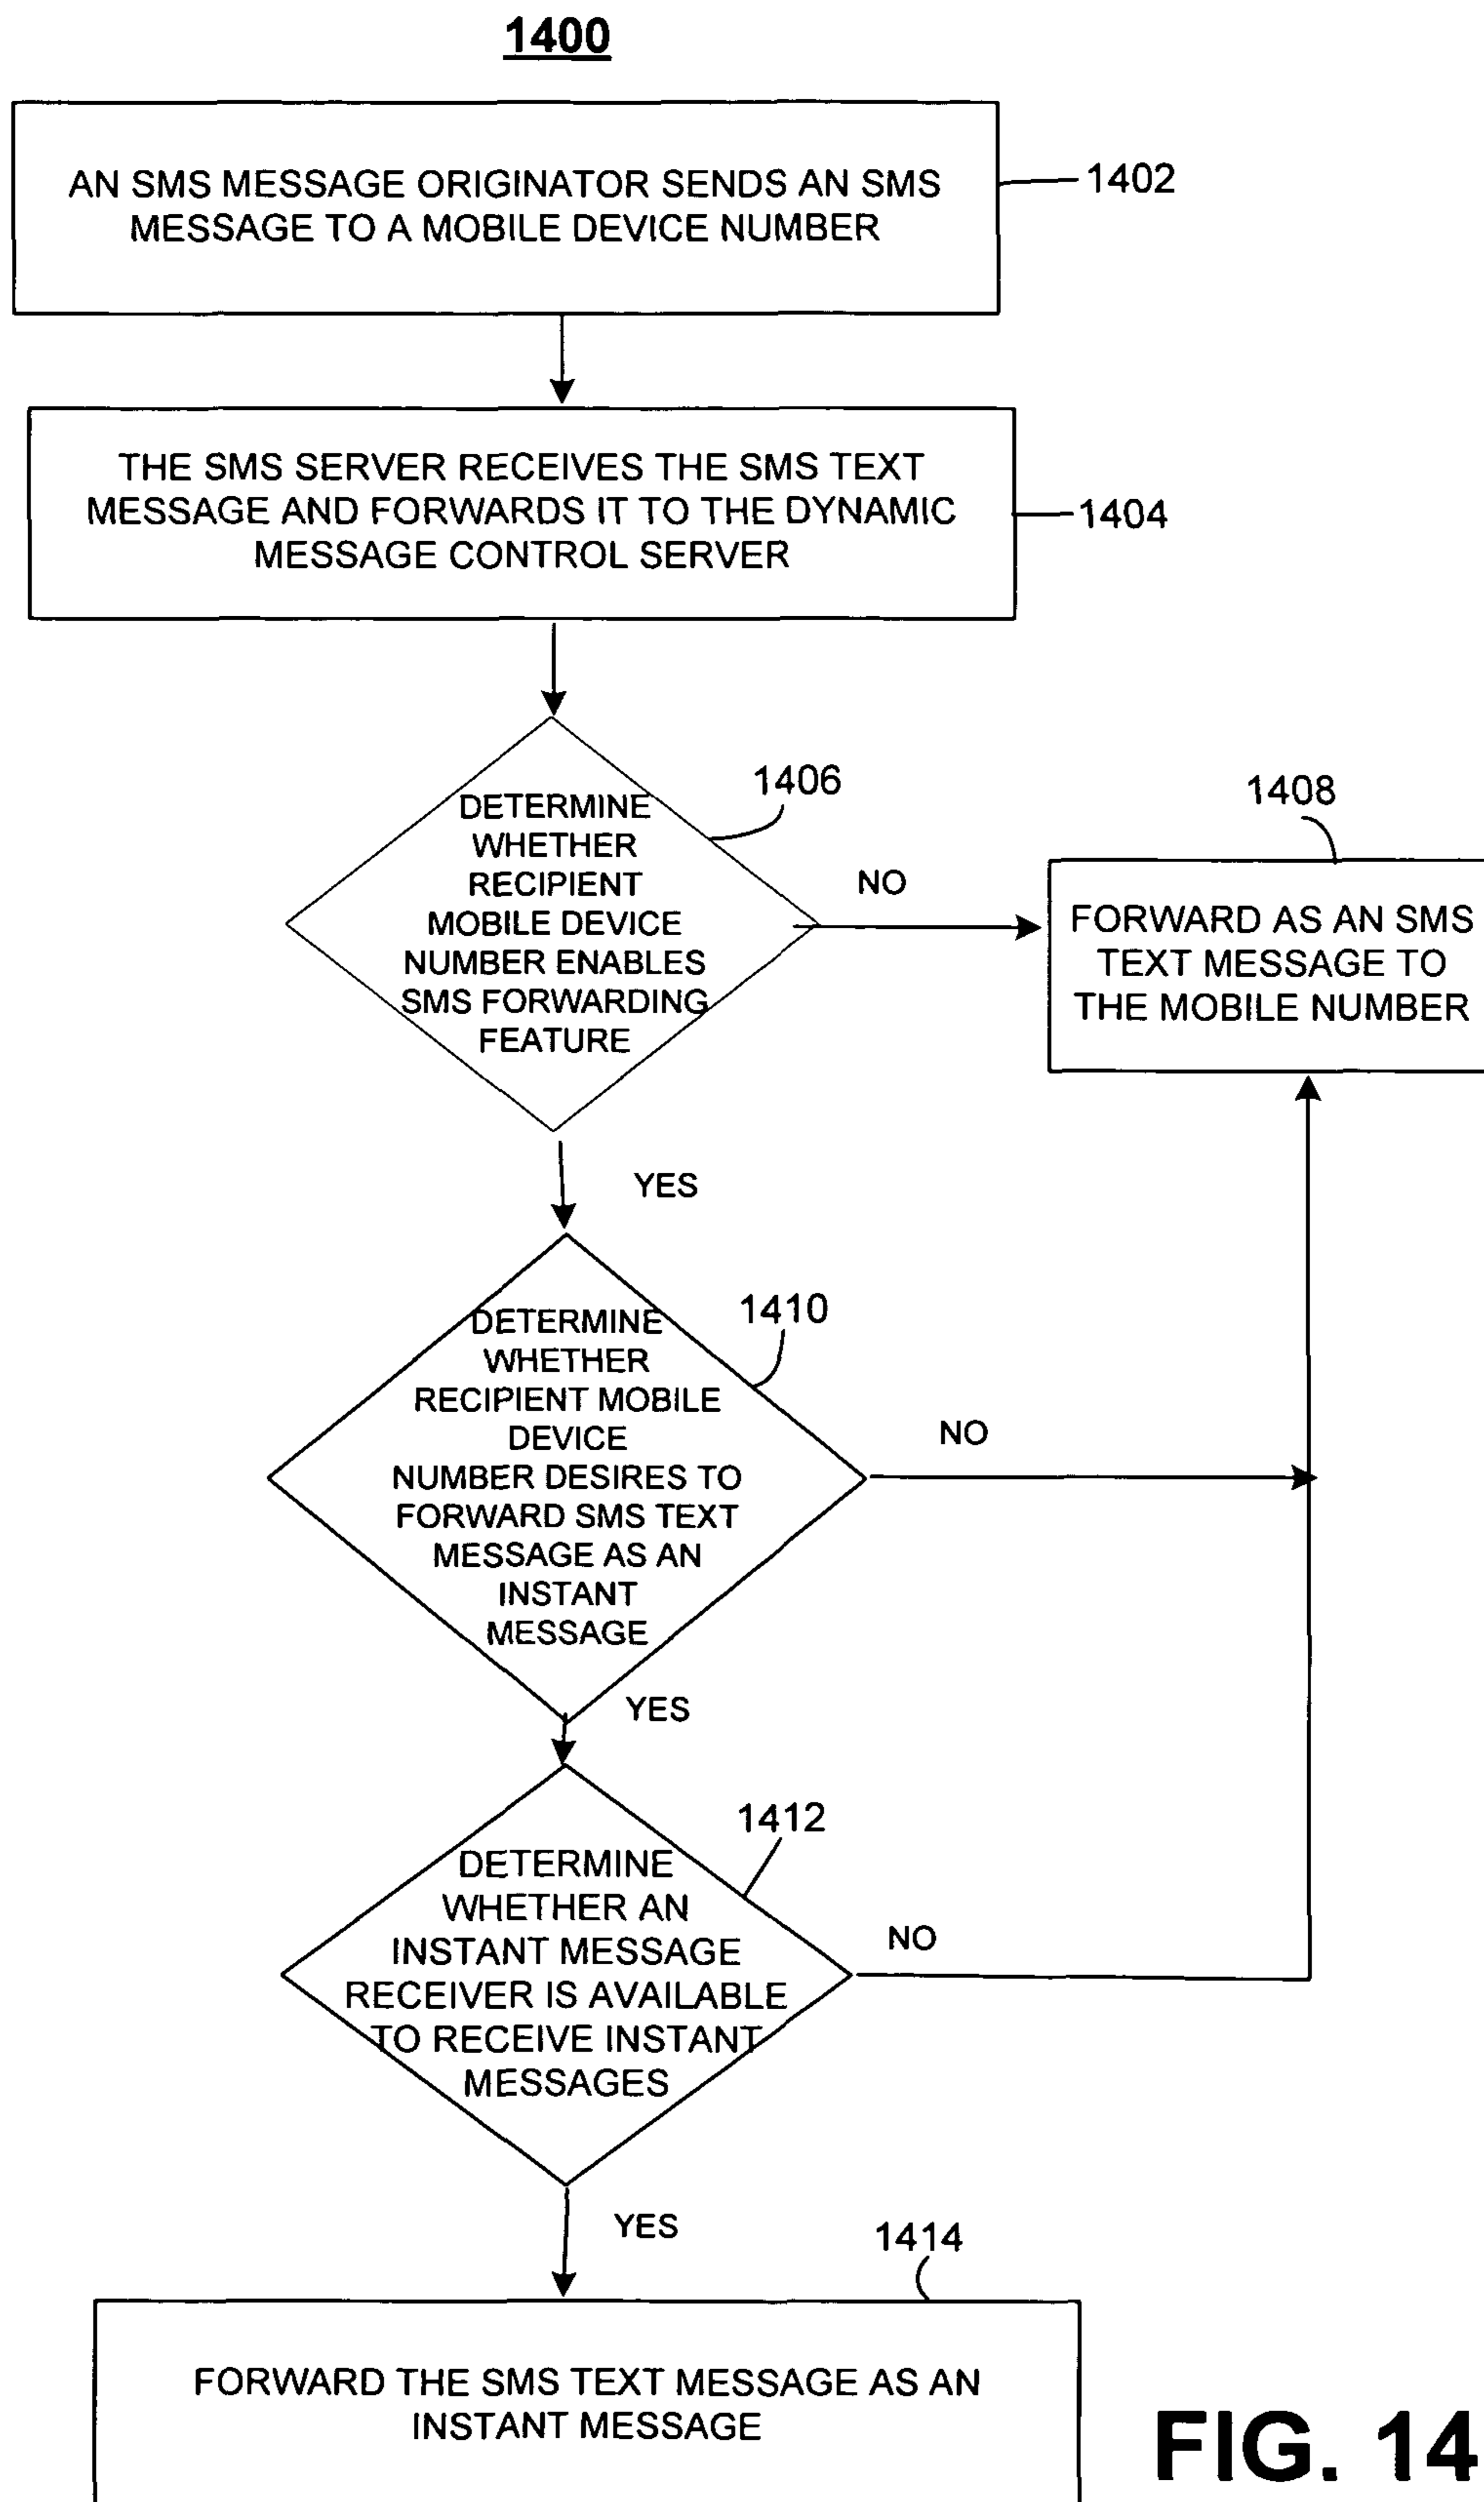 1400
AN SMS MESSAGE ORIGINATOR SENDS AN SMS
MESSAGE TO A MOBILE DEVICE NUMBER
1402
THE SMS SERVER RECEIVES THE SMS TEXT
MESSAGE AND FORWARDS IT TO THE DYNAMIC
MESSAGE CONTROL SERVER
1404
1406
DETERMINE
WHETHER
RECIPIENT
MOBILE DEVICE
NUMBER ENABLES
SMS FORWARDING
FEATURE
NO
1408
FORWARD AS AN SMS
TEXT MESSAGE TO
THE MOBILE NUMBER
YES
1410
DETERMINE
WHETHER
RECIPIENT MOBILE
DEVICE
NUMBER DESIRES TO
FORWARD SMS TEXT
MESSAGE AS AN
INSTANT
MESSAGE
NO
YES
1412
DETERMINE
WHETHER AN
INSTANT MESSAGE
RECEIVER IS AVAILABLE
TO RECEIVE INSTANT
MESSAGES
NO
YES
1414
FORWARD THE SMS TEXT MESSAGE AS AN
INSTANT MESSAGE
FIG. 14